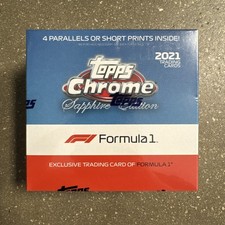 4 PARALLELS OR SHORT PRINTS INSIDE!
2021
TRADING
CARDS
Topps
Chrome
Sapphire Edition
Topps
F1 Formula 1
EXCLUSIVE TRADING CARD OF FORMULA 1®